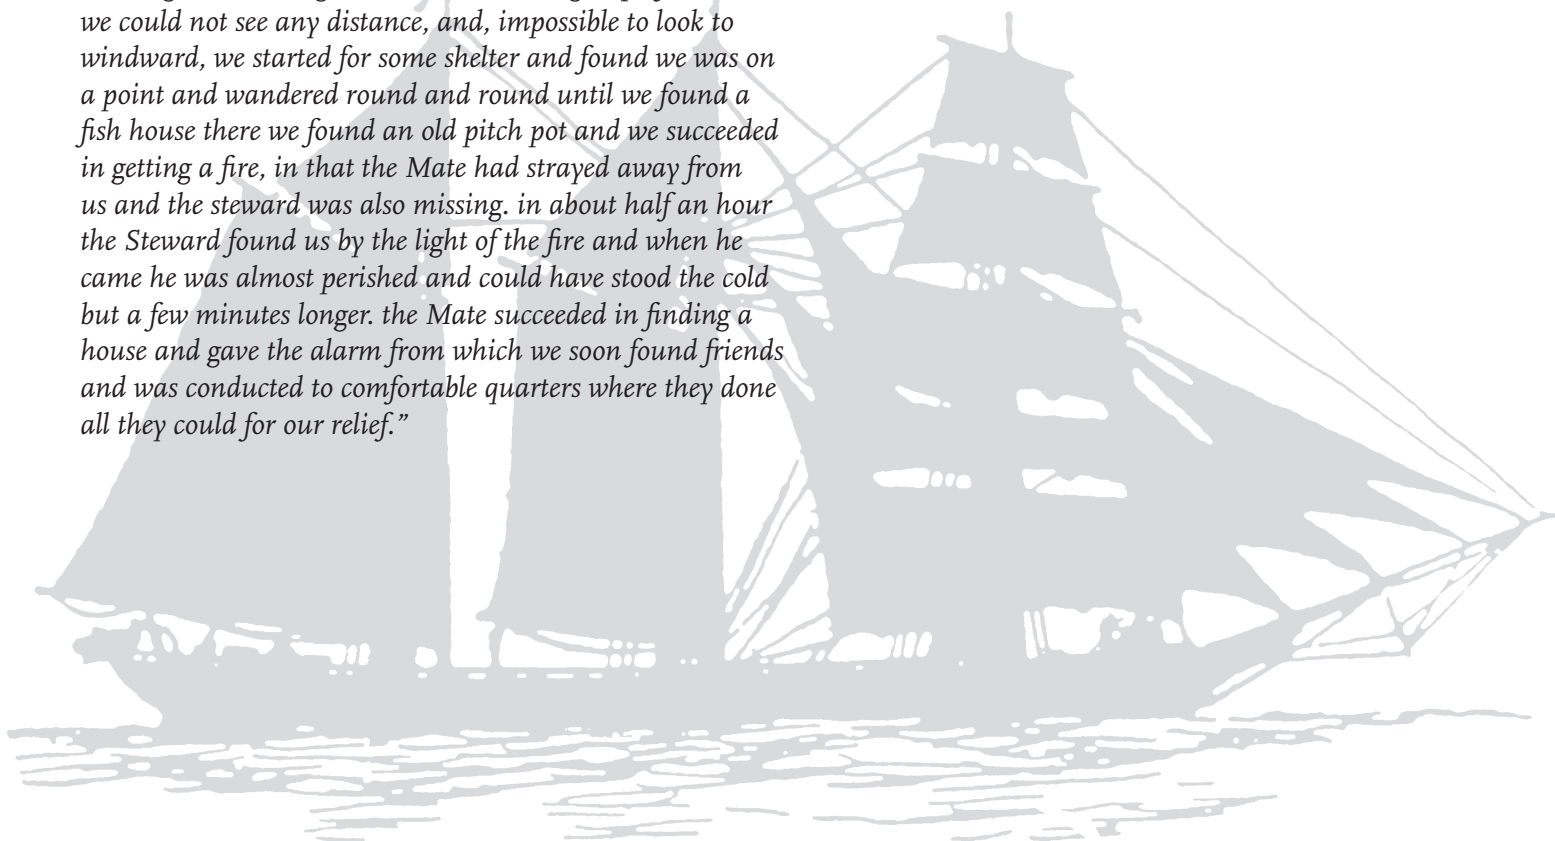 we could not see any distance, and, impossible to look to
windward, we started for some shelter and found we was on
a point and wandered round and round until we found a
fish house there we found an old pitch pot and we succeeded
in getting a fire, in that the Mate had strayed away from
us and the steward was also missing. in about half an hour
the Steward found us by the light of the fire and when he
came he was almost perished and could have stood the cold
but a few minutes longer. the Mate succeeded in finding a
house and gave the alarm from which we soon found friends
and was conducted to comfortable quarters where they done
all they could for our relief.”